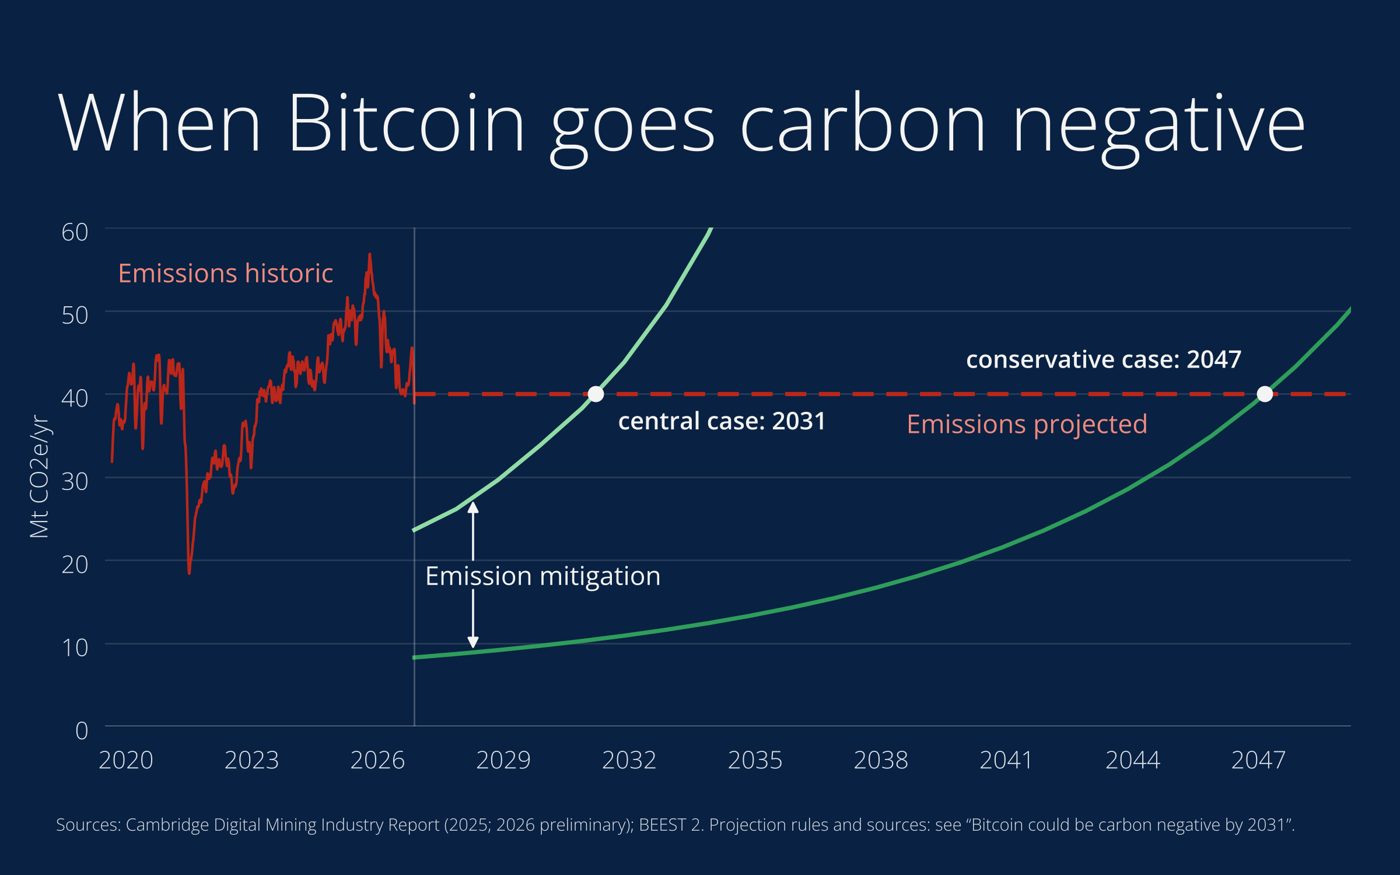 When Bitcoin goes carbon negative
60
50
40
30
20
10
0
Mt CO2e/yr
Emissions historic
conservative case: 2047
central case: 2031
Emissions projected
Emission mitigation
2020 2023 2026 2029 2032 2035 2038 2041 2044 2047
Sources: Cambridge Digital Mining Industry Report (2025; 2026 preliminary); BEEST 2. Projection rules and sources: see “Bitcoin could be carbon negative by 2031”.